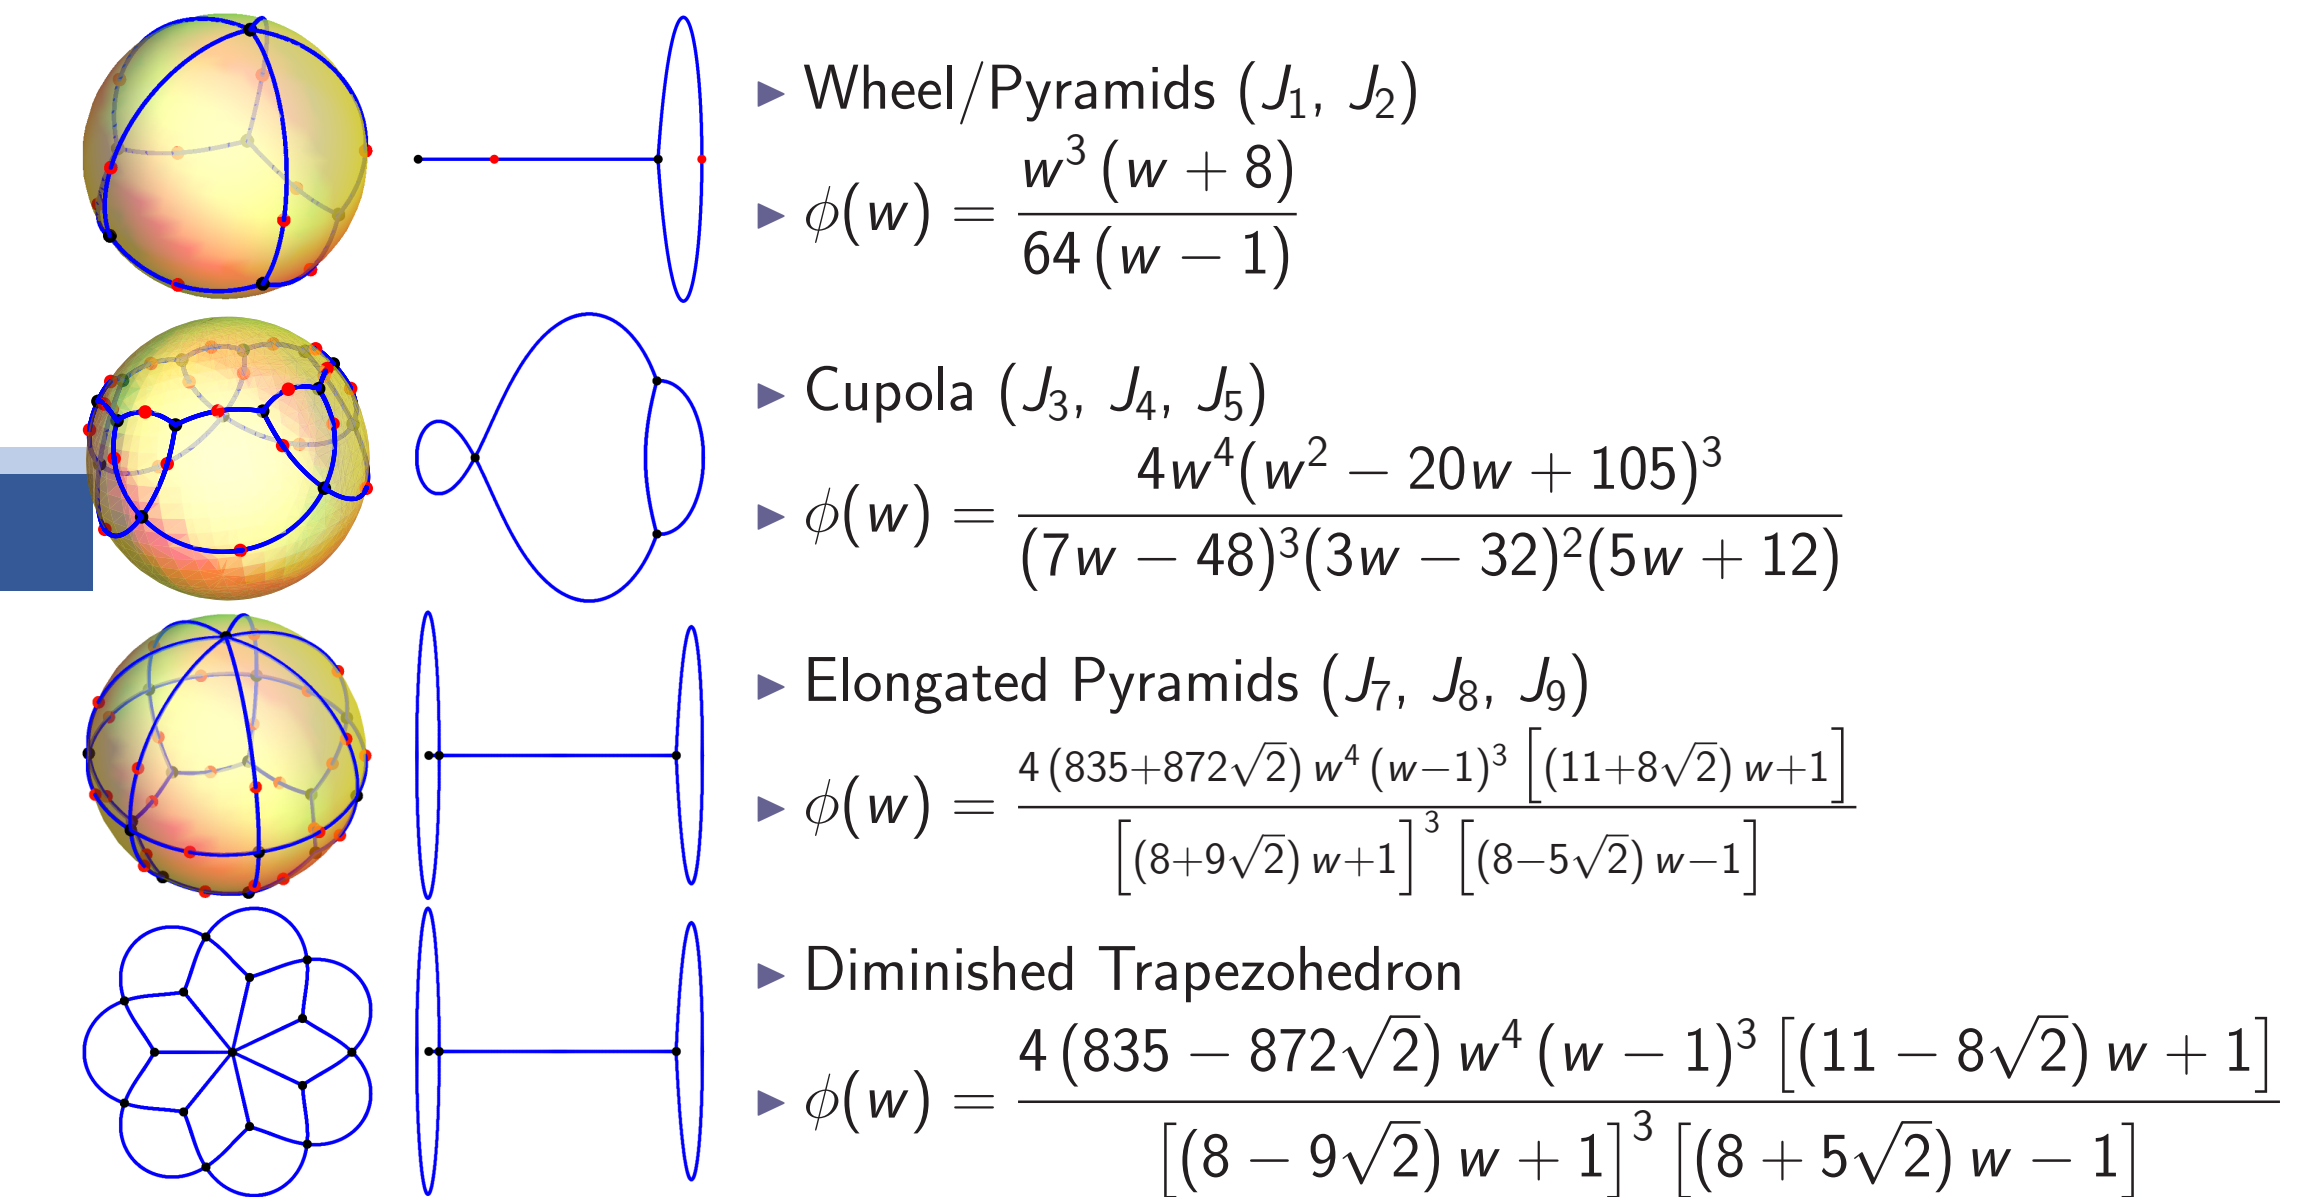 ▶ Wheel/Pyramids (J₁, J₂)
▶ ϕ(w) = w³ (w + 8) / 64 (w − 1)
▶ Cupola (J₃, J₄, J₅)
▶ ϕ(w) = 4w⁴(w² − 20w + 105)³ / (7w − 48)³(3w − 32)²(5w + 12)
▶ Elongated Pyramids (J₇, J₈, J₉)
▶ ϕ(w) = 4 (835+872√2) w⁴ (w−1)³ [(11+8√2) w+1] / [(8+9√2) w+1]³ [(8−5√2) w−1]
▶ Diminished Trapezohedron
▶ ϕ(w) = 4 (835 − 872√2) w⁴ (w − 1)³ [(11 − 8√2) w + 1] / [(8 − 9√2) w + 1]³ [(8 + 5√2) w − 1]